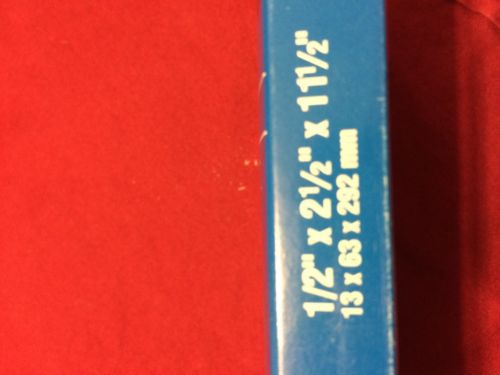 1/2" x 2½" x 11½"
13 x 63 x 292 mm